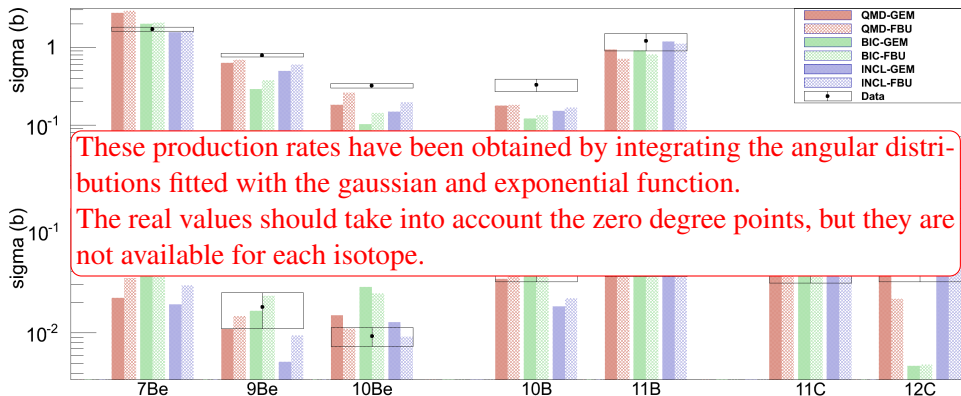 sigma (b)
1
10-1
QMD-GEM
QMD-FBU
BIC-GEM
BIC-FBU
INCL-GEM
INCL-FBU
Data
These production rates have been obtained by integrating the angular distri-
butions fitted with the gaussian and exponential function.
The real values should take into account the zero degree points, but they are
not available for each isotope.
sigma (b)
10-1
10-2
7Be 9Be 10Be 10B 11B 11C 12C